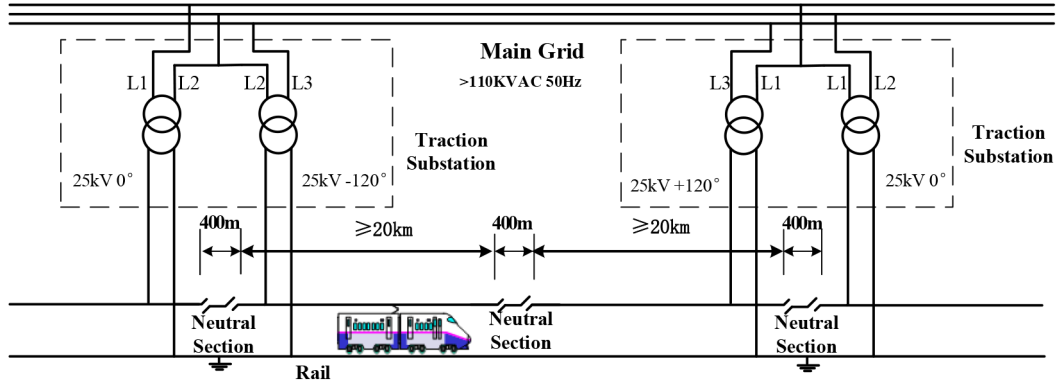 Main Grid
>110KVAC 50Hz
L1 L2 L2 L3
L3 L1 L1 L2
Traction
Substation
Traction
Substation
25kV 0° 25kV -120°
25kV +120° 25kV 0°
400m ≥20km 400m ≥20km 400m
Neutral
Section
Neutral
Section
Neutral
Section
Rail